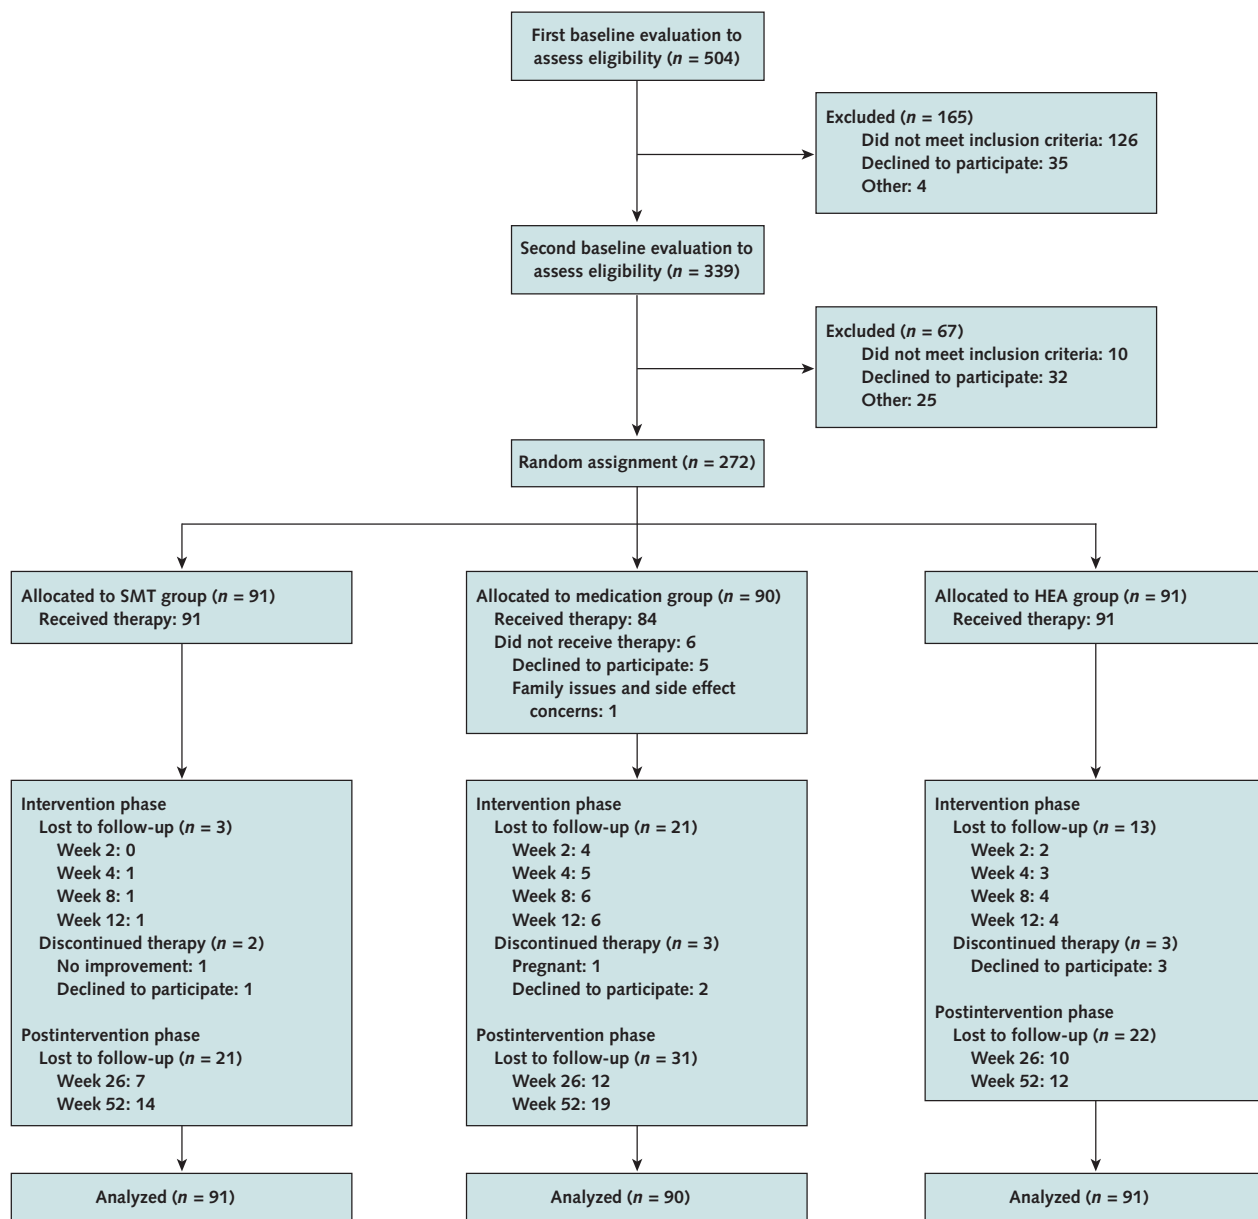 First baseline evaluation to
assess eligibility (n = 504)
Excluded (n = 165)
Did not meet inclusion criteria: 126
Declined to participate: 35
Other: 4
Second baseline evaluation to
assess eligibility (n = 339)
Excluded (n = 67)
Did not meet inclusion criteria: 10
Declined to participate: 32
Other: 25
Random assignment (n = 272)
Allocated to SMT group (n = 91)
Received therapy: 91
Allocated to medication group (n = 90)
Received therapy: 84
Did not receive therapy: 6
Declined to participate: 5
Family issues and side effect
concerns: 1
Allocated to HEA group (n = 91)
Received therapy: 91
Intervention phase
Lost to follow-up (n = 3)
Week 2: 0
Week 4: 1
Week 8: 1
Week 12: 1
Discontinued therapy (n = 2)
No improvement: 1
Declined to participate: 1
Postintervention phase
Lost to follow-up (n = 21)
Week 26: 7
Week 52: 14
Intervention phase
Lost to follow-up (n = 21)
Week 2: 4
Week 4: 5
Week 8: 6
Week 12: 6
Discontinued therapy (n = 3)
Pregnant: 1
Declined to participate: 2
Postintervention phase
Lost to follow-up (n = 31)
Week 26: 12
Week 52: 19
Intervention phase
Lost to follow-up (n = 13)
Week 2: 2
Week 4: 3
Week 8: 4
Week 12: 4
Discontinued therapy (n = 3)
Declined to participate: 3
Postintervention phase
Lost to follow-up (n = 22)
Week 26: 10
Week 52: 12
Analyzed (n = 91)
Analyzed (n = 90)
Analyzed (n = 91)